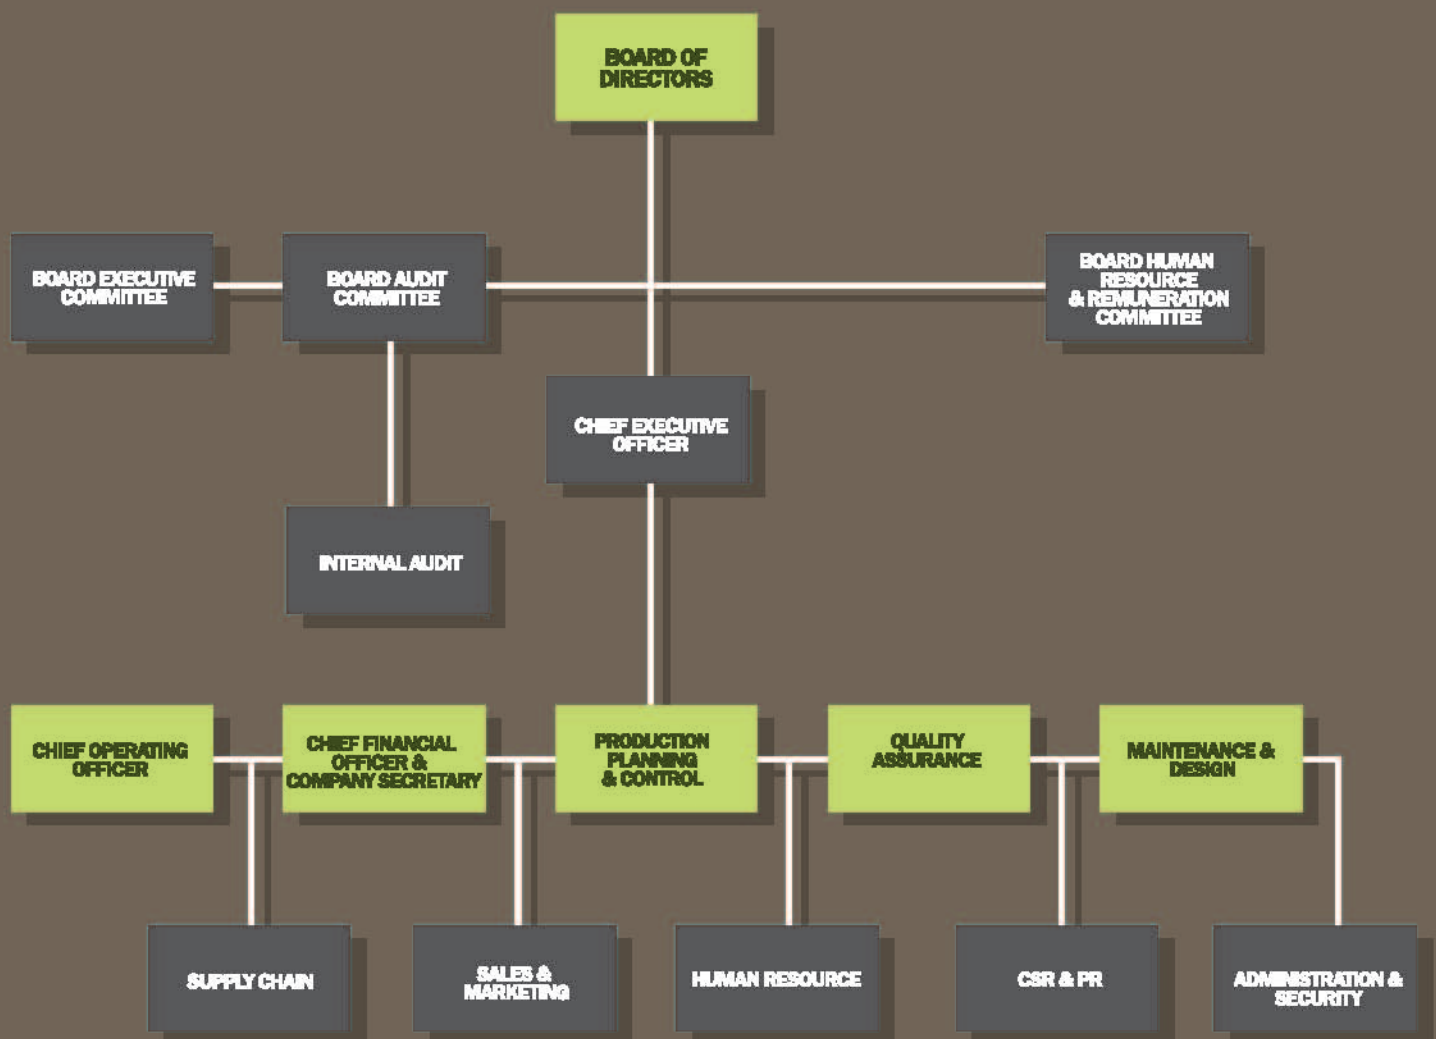 BOARD OF
DIRECTORS
BOARD EXECUTIVE
COMMITTEE
BOARD AUDIT
COMMITTEE
BOARD HUMAN
RESOURCE
& REMUNERATION
COMMITTEE
CHIEF EXECUTIVE
OFFICER
INTERNAL AUDIT
CHIEF OPERATING
OFFICER
CHIEF FINANCIAL
OFFICER &
COMPANY SECRETARY
PRODUCTION
PLANNING
& CONTROL
QUALITY
ASSURANCE
MAINTENANCE &
DESIGN
SUPPLY CHAIN
SALES &
MARKETING
HUMAN RESOURCE
CSR & PR
ADMINISTRATION &
SECURITY